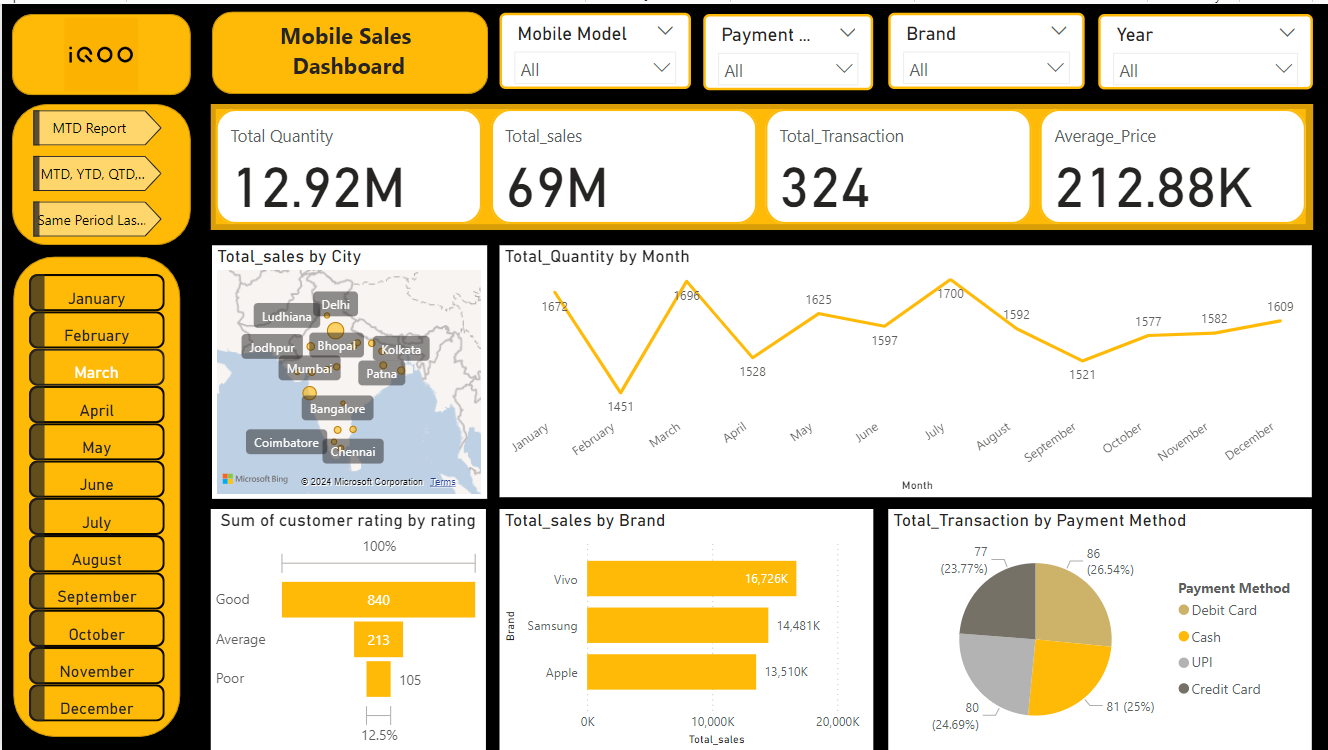 iQOO
Mobile Sales
Dashboard
Mobile Model
All
Payment ...
All
Brand
All
Year
All
MTD Report
MTD, YTD, QTD,..
Same Period Las...
Total Quantity
12.92M
Total_sales
69M
Total_Transaction
324
Average_Price
212.88K
January
February
March
April
May
June
July
August
September
October
November
December
Total_sales by City
Delhi
Ludhiana
Jodhpur
Bhopal
Kolkata
Mumbai
Patna
Bangalore
Coimbatore
Chennai
Microsoft Bing
© 2024 Microsoft Corporation Terms
Total_Quantity by Month
1672
1451
1696
1528
1625
1597
1700
1592
1521
1577
1582
1609
January
February
March
April
May
June
July
August
September
October
November
December
Month
Sum of customer rating by rating
100%
Good
840
Average
213
Poor
105
12.5%
Total_sales by Brand
Brand
Vivo
16,726K
Samsung
14,481K
Apple
13,510K
0K
10,000K
20,000K
Total_sales
Total_Transaction by Payment Method
77
(23.77%)
86
(26.54%)
80
(24.69%)
81 (25%)
Payment Method
Debit Card
Cash
UPI
Credit Card